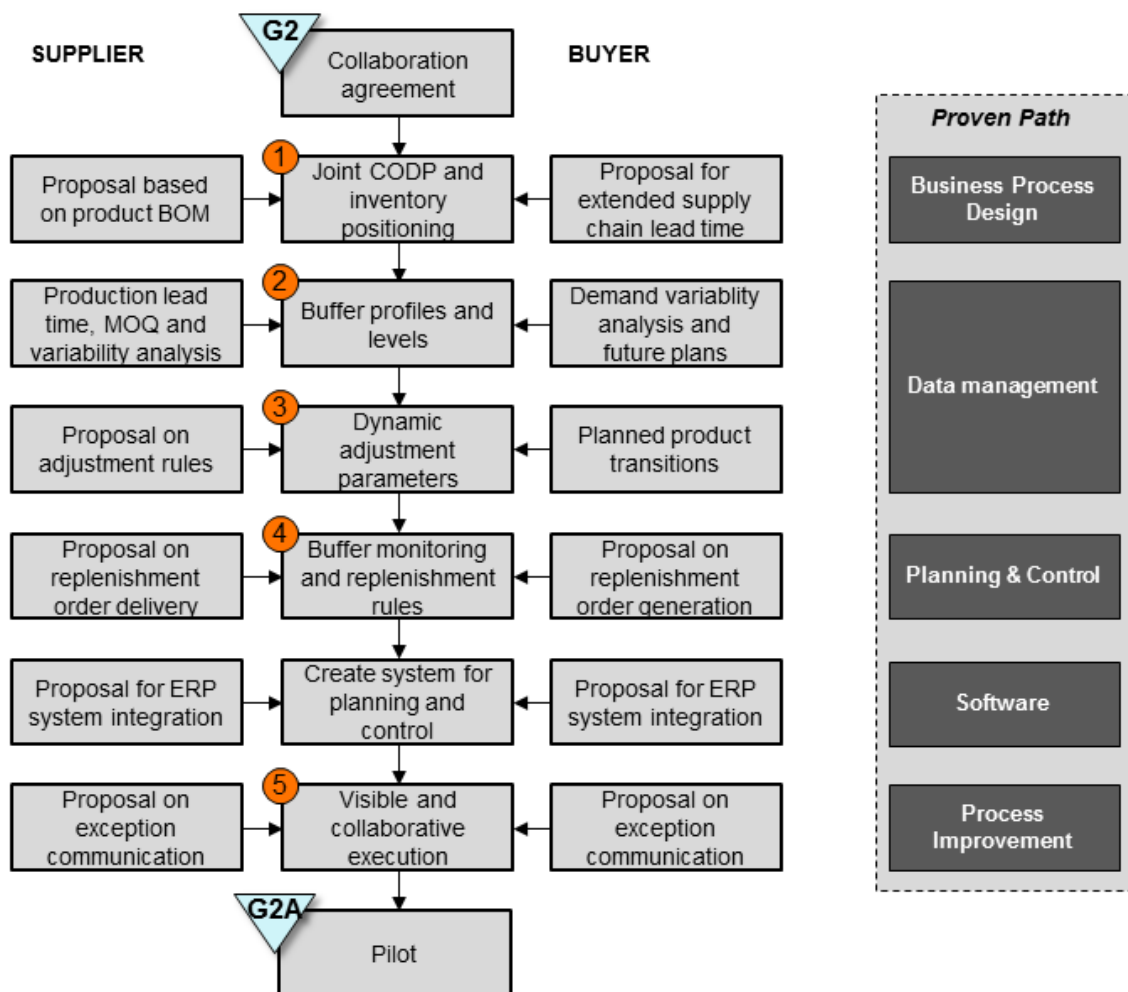 G2
SUPPLIER
Collaboration
agreement
BUYER
Proven Path
1
Proposal based
on product BOM
Joint CODP and
inventory
positioning
Proposal for
extended supply
chain lead time
Business Process
Design
2
Production lead
time, MOQ and
variability analysis
Buffer profiles and
levels
Demand variablity
analysis and
future plans
Data management
3
Proposal on
adjustment rules
Dynamic
adjustment
parameters
Planned product
transitions
4
Proposal on
replenishment
order delivery
Buffer monitoring
and replenishment
rules
Proposal on
replenishment
order generation
Planning & Control
Proposal for ERP
system integration
Create system for
planning and
control
Proposal for ERP
system integration
Software
5
Proposal on
exception
communication
Visible and
collaborative
execution
Proposal on
exception
communication
Process
Improvement
G2A
Pilot